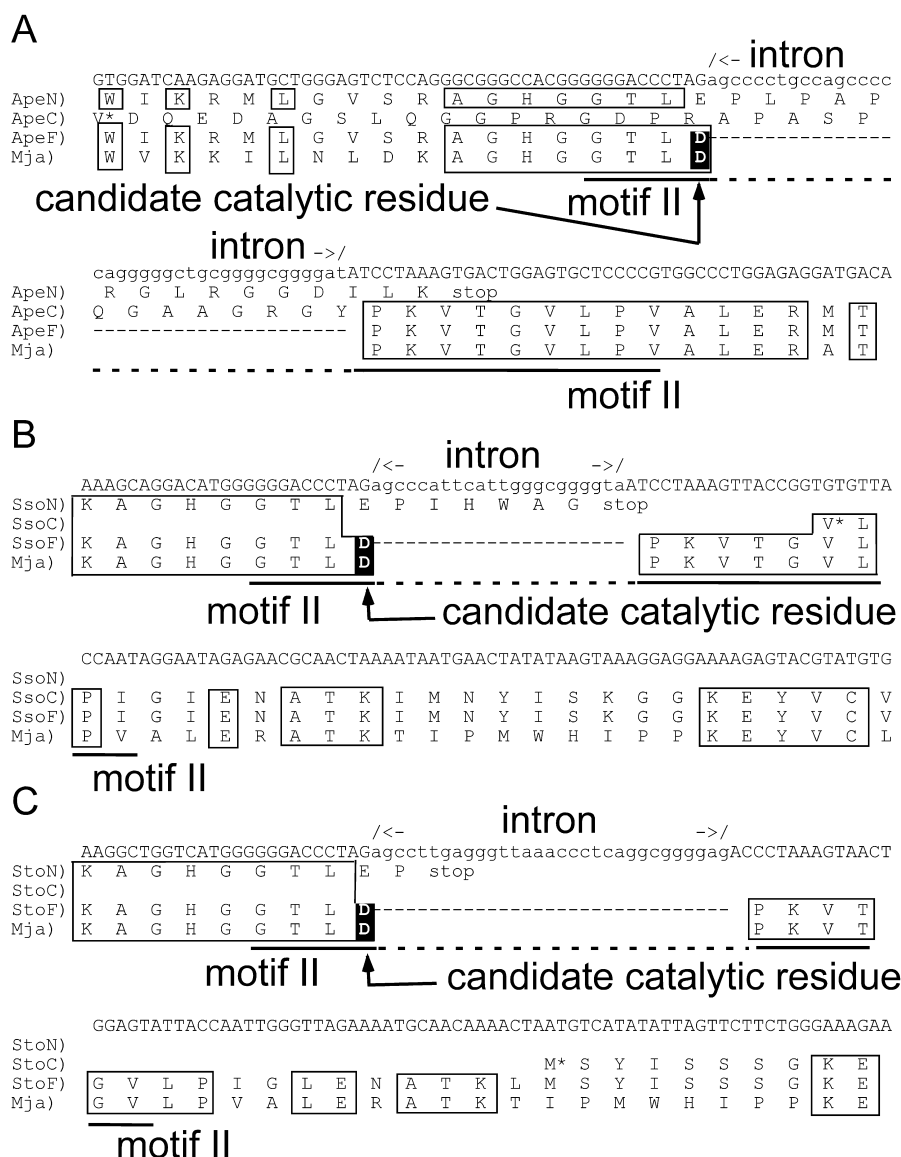 A
/<- intron
GTGGATCAAGAGGATGCTGGGAGTCTCCAGGGCGGGCCACGGGGGGACCCTAGagcccctgccagcccc
ApeN) W I K R M L G V S R A G H G G T L E P L P A P
ApeC) V* D Q E D A G S L Q G G P R G D P R A P A S P
ApeF) W I K R M L G V S R A G H G G T L D----------------
Mja) W V K K I L N L D K A G H G G T L D
candidate catalytic residue motif II
intron ->/
cagggggctgcggggcggggatATCCTAAAGTGACTGGAGTGCTCCCCGTGGCCCTGGAGAGGATGACA
ApeN) R G L R G G D I L K stop
ApeC) Q G A A G R G Y P K V T G V L P V A L E R M T
ApeF) ---------------------- P K V T G V L P V A L E R M T
Mja) P K V T G V L P V A L E R A T
motif II
B
/<- intron ->/
AAAGCAGGACATGGGGGGACCCTAGagcccattcattgggcggggtaATCCTAAAGTTACCGGTGTGTTA
SsoN) K A G H G G T L E P I H W A G stop
SsoC) V* L
SsoF) K A G H G G T L D---------------------- P K V T G V L
Mja) K A G H G G T L D P K V T G V L
motif II candidate catalytic residue
CCAATAGGAATAGAGAACGCAACTAAAATAATGAACTATATAAGTAAAGGAGGAAAAGAGTACGTATGTG
SsoN)
SsoC) P I G I E N A T K I M N Y I S K G G K E Y V C V
SsoF) P I G I E N A T K I M N Y I S K G G K E Y V C V
Mja) P V A L E R A T K T I P M W H I P P K E Y V C L
motif II
C
/<- intron ->/
AAGGCTGGTCATGGGGGGACCCTAGagccttgagggttaaaccctcaggcggggagACCCTAAAGTAACT
StoN) K A G H G G T L E P stop
StoC)
StoF) K A G H G G T L D------------------------------- P K V T
Mja) K A G H G G T L D P K V T
motif II candidate catalytic residue
GGAGTATTACCAATTGGGTTAGAAAATGCAACAAAACTAATGTCATATATTAGTTCTTCTGGGAAAGAA
StoN)
StoC) M* S Y I S S S G K E
StoF) G V L P I G L E N A T K L M S Y I S S S G K E
Mja) G V L P V A L E R A T K T I P M W H I P P K E
motif II